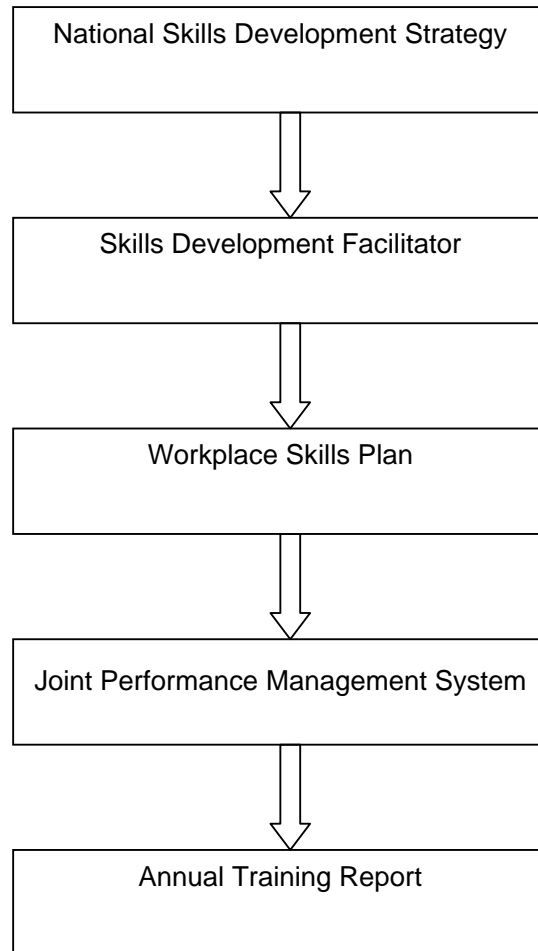 National Skills Development Strategy
Skills Development Facilitator
Workplace Skills Plan
Joint Performance Management System
Annual Training Report